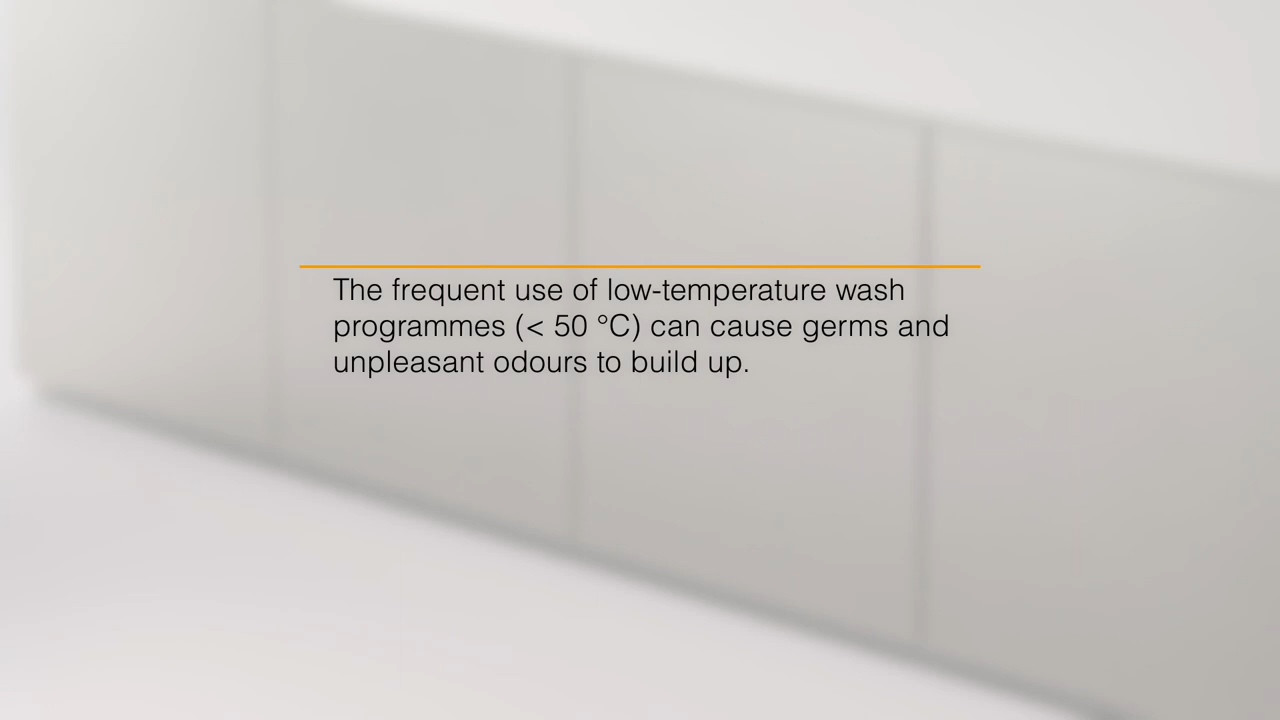 The frequent use of low-temperature wash
programmes (< 50 °C) can cause germs and
unpleasant odours to build up.